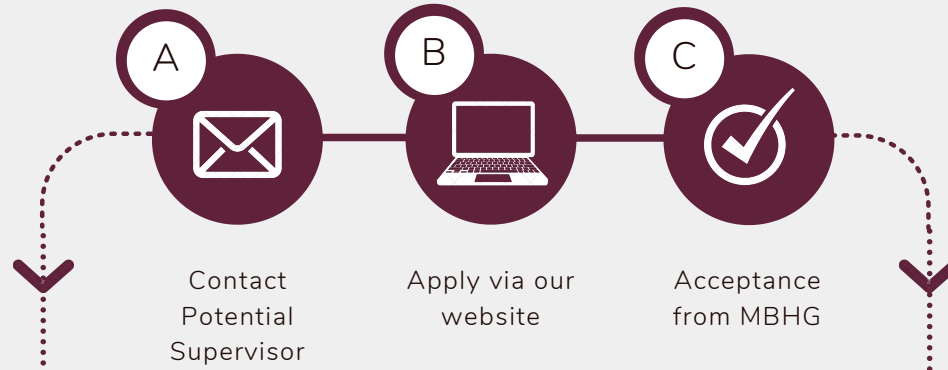 A
B
C
Contact
Potential
Supervisor
Apply via our
website
Acceptance
from MBHG